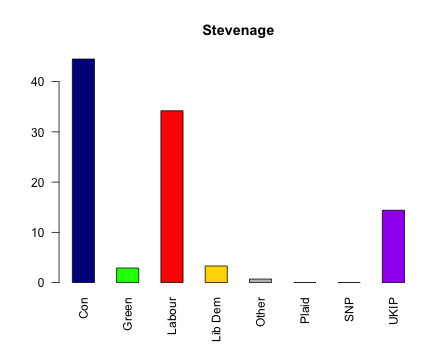 Stevenage
40
30
20
10
0
Con
Green
Labour
Lib Dem
Other
Plaid
SNP
UKIP